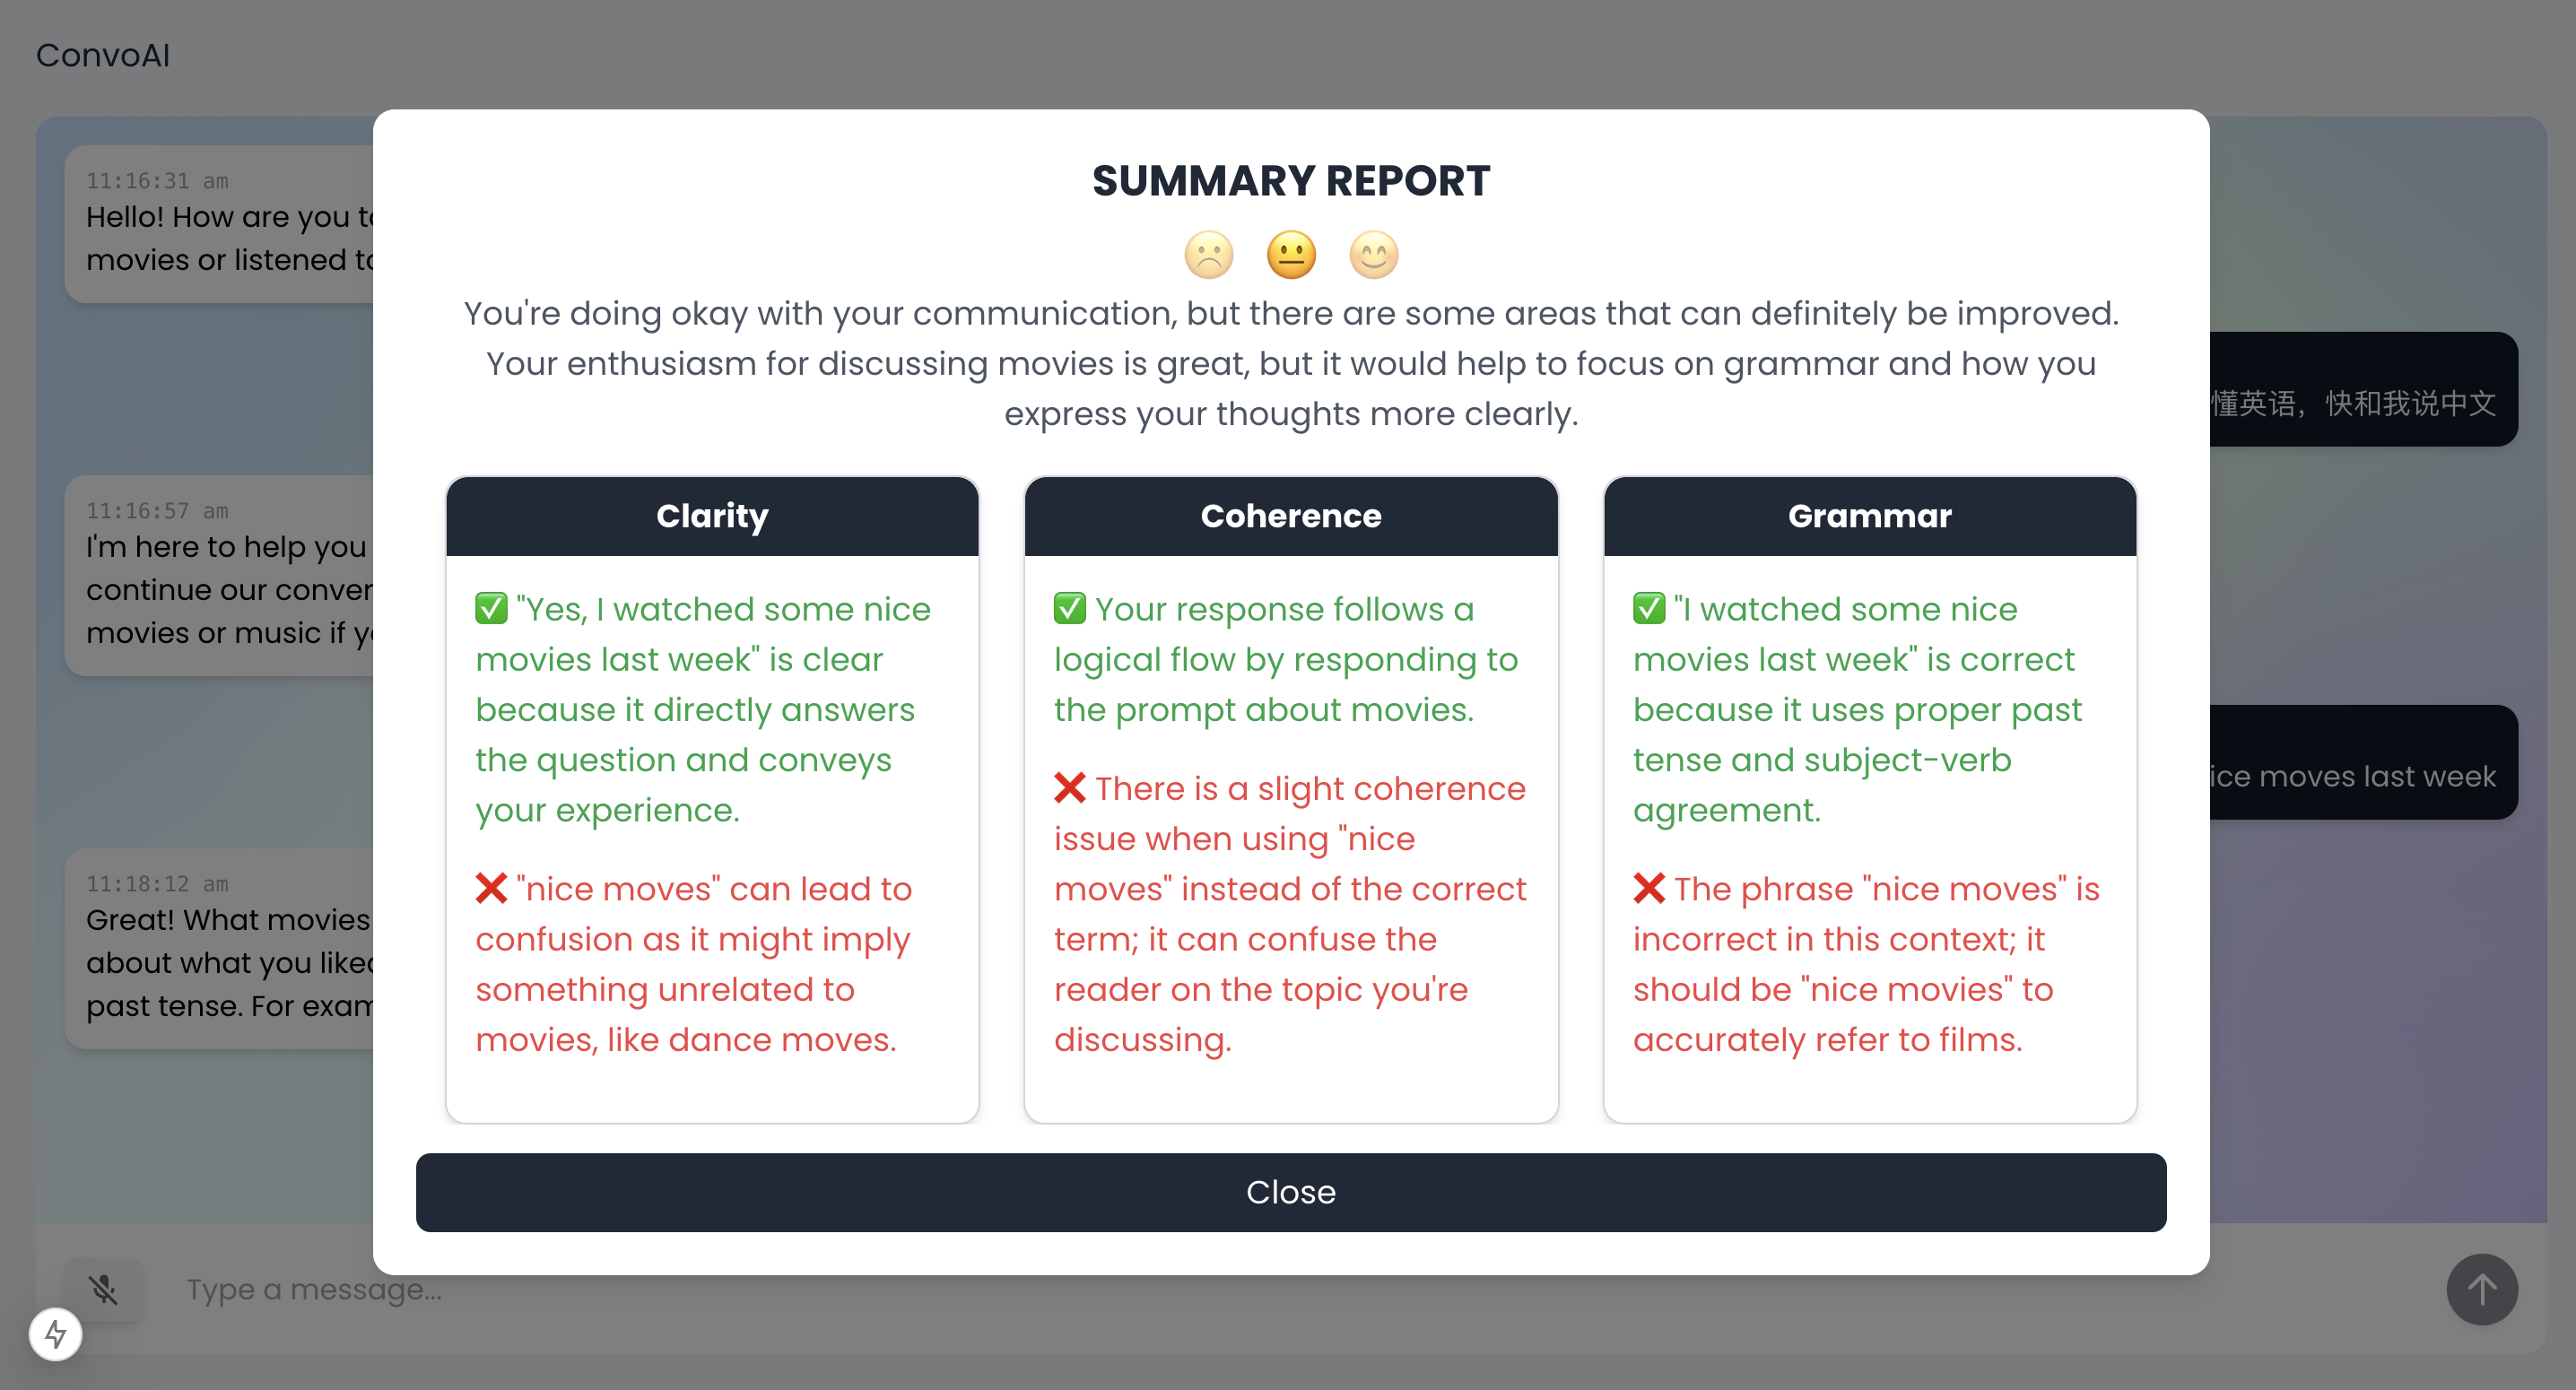 ConvoAI
11:16:31 am
Hello! How are you
movies or listened
懂英语，快和我说中文
11:16:57 am
I'm here to help you
continue our
movies or music if
moves last week
11:18:12 am
Great! What movies
about what you
past tense. For
SUMMARY REPORT
You're doing okay with your communication, but there are some areas that can definitely be improved.
Your enthusiasm for discussing movies is great, but it would help to focus on grammar and how you
express your thoughts more clearly.
Clarity
✅ "Yes, I watched some nice
movies last week" is clear
because it directly answers
the question and conveys
your experience.
❌ "nice moves" can lead to
confusion as it might imply
something unrelated to
movies, like dance moves.
Coherence
✅ Your response follows a
logical flow by responding to
the prompt about movies.
❌ There is a slight coherence
issue when using "nice
moves" instead of the correct
term; it can confuse the
reader on the topic you're
discussing.
Grammar
✅ "I watched some nice
movies last week" is correct
because it uses proper past
tense and subject-verb
agreement.
❌ The phrase "nice moves" is
incorrect in this context; it
should be "nice movies" to
accurately refer to films.
Close
Type a message...